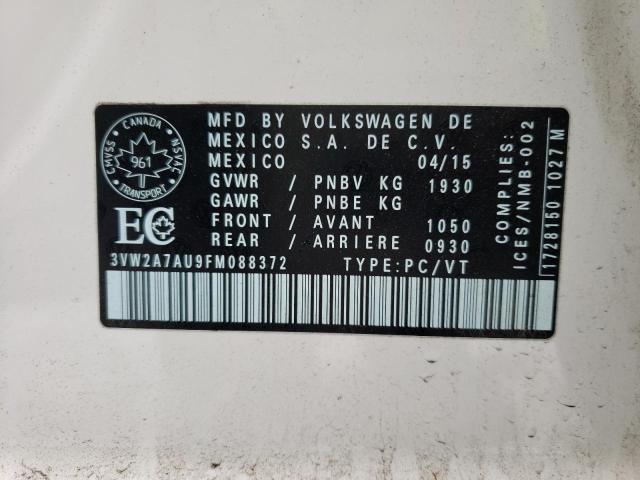 CANADA
CMVSS
NSVAC
961
TRANSPORT
EC
MFD BY VOLKSWAGEN DE
MEXICO S.A. DE C.V.
MEXICO 04/15
GVWR / PNBV KG 1930
GAWR / PNBE KG
FRONT / AVANT 1050
REAR / ARRIERE 0930
3VW2A7AU9FM088372 TYPE:PC/VT
COMPLIES:
ICES/NMB-002
1728150 1027 M